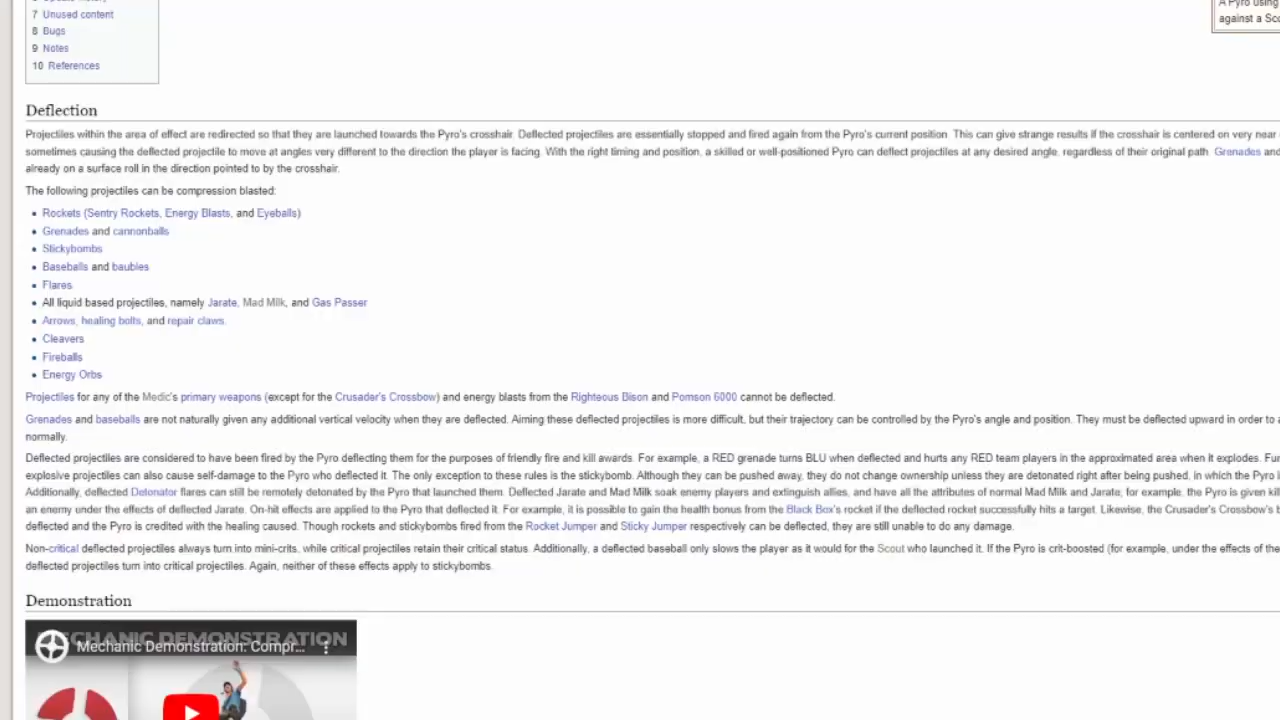 A Pyro using
against a Sco
7 Unused content
8 Bugs
9 Notes
10 References
Deflection
Projectiles within the area of effect are redirected so that they are launched towards the Pyro's crosshair. Deflected projectiles are essentially stopped and fired again from the Pyro's current position. This can give strange results if the crosshair is centered on very near
sometimes causing the deflected projectile to move at angles very different to the direction the player is facing. With the right timing and position, a skilled or well-positioned Pyro can deflect projectiles at any desired angle, regardless of their original path. Grenades and
already on a surface roll in the direction pointed to by the crosshair.
The following projectiles can be compression blasted:
• Rockets (Sentry Rockets, Energy Blasts, and Eyeballs)
• Grenades and cannonballs
• Stickybombs
• Baseballs and baubles
• Flares
• All liquid based projectiles, namely Jarate, Mad Milk, and Gas Passer
• Arrows, healing bolts, and repair claws.
• Cleavers
• Fireballs
• Energy Orbs
Projectiles for any of the Medic's primary weapons (except for the Crusader's Crossbow) and energy blasts from the Righteous Bison and Pomson 6000 cannot be deflected.
Grenades and baseballs are not naturally given any additional vertical velocity when they are deflected. Aiming these deflected projectiles is more difficult, but their trajectory can be controlled by the Pyro's angle and position. They must be deflected upward in order to a
normally.
Deflected projectiles are considered to have been fired by the Pyro deflecting them for the purposes of friendly fire and kill awards. For example, a RED grenade turns BLU when deflected and hurts any RED team players in the approximated area when it explodes. Fur
explosive projectiles can also cause self-damage to the Pyro who deflected it. The only exception to these rules is the stickybomb. Although they can be pushed away, they do not change ownership unless they are detonated right after being pushed, in which the Pyro i
Additionally, deflected Detonator flares can still be remotely detonated by the Pyro that launched them. Deflected Jarate and Mad Milk soak enemy players and extinguish allies, and have all the attributes of normal Mad Milk and Jarate; for example, the Pyro is given kill
an enemy under the effects of deflected Jarate. On-hit effects are applied to the Pyro that deflected it. For example, it is possible to gain the health bonus from the Black Box's rocket if the deflected rocket successfully hits a target. Likewise, the Crusader's Crossbow's b
deflected and the Pyro is credited with the healing caused. Though rockets and stickybombs fired from the Rocket Jumper and Sticky Jumper respectively can be deflected, they are still unable to do any damage.
Non-critical deflected projectiles always turn into mini-crits, while critical projectiles retain their critical status. Additionally, a deflected baseball only slows the player as it would for the Scout who launched it. If the Pyro is crit-boosted (for example, under the effects of the
deflected projectiles turn into critical projectiles. Again, neither of these effects apply to stickybombs.
Demonstration
MECHANIC DEMONSTRATION
Mechanic Demonstration: Compr...